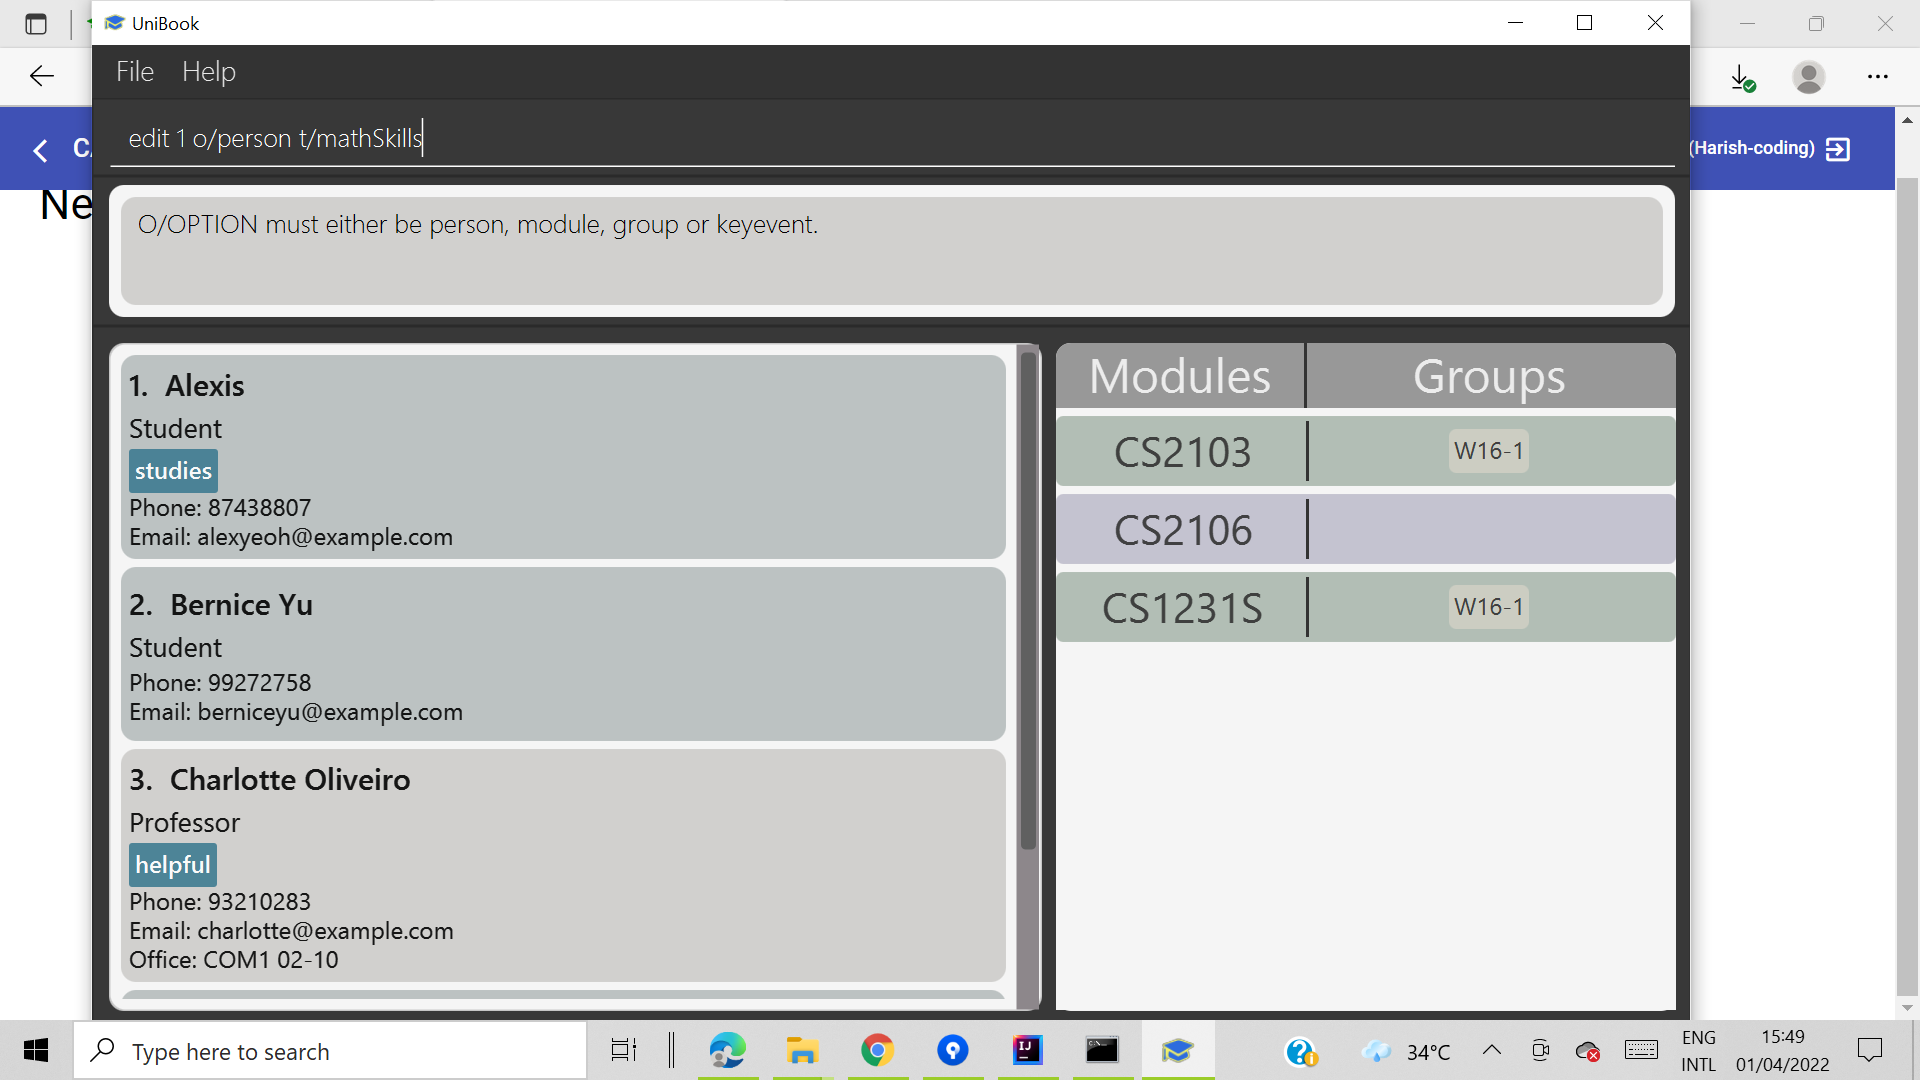 UniBook
File Help
C
(Harish-coding)
Ne
edit 1 o/person t/mathSkills
O/OPTION must either be person, module, group or keyevent.
1. Alexis
Student
studies
Phone: 87438807
Email: alexyeoh@example.com
2. Bernice Yu
Student
Phone: 99272758
Email: berniceyu@example.com
3. Charlotte Oliveiro
Professor
helpful
Phone: 93210283
Email: charlotte@example.com
Office: COM1 02-10
Modules Groups
CS2103 W16-1
CS2106
CS1231S W16-1
Type here to search
34°C
ENG
INTL
15:49
01/04/2022